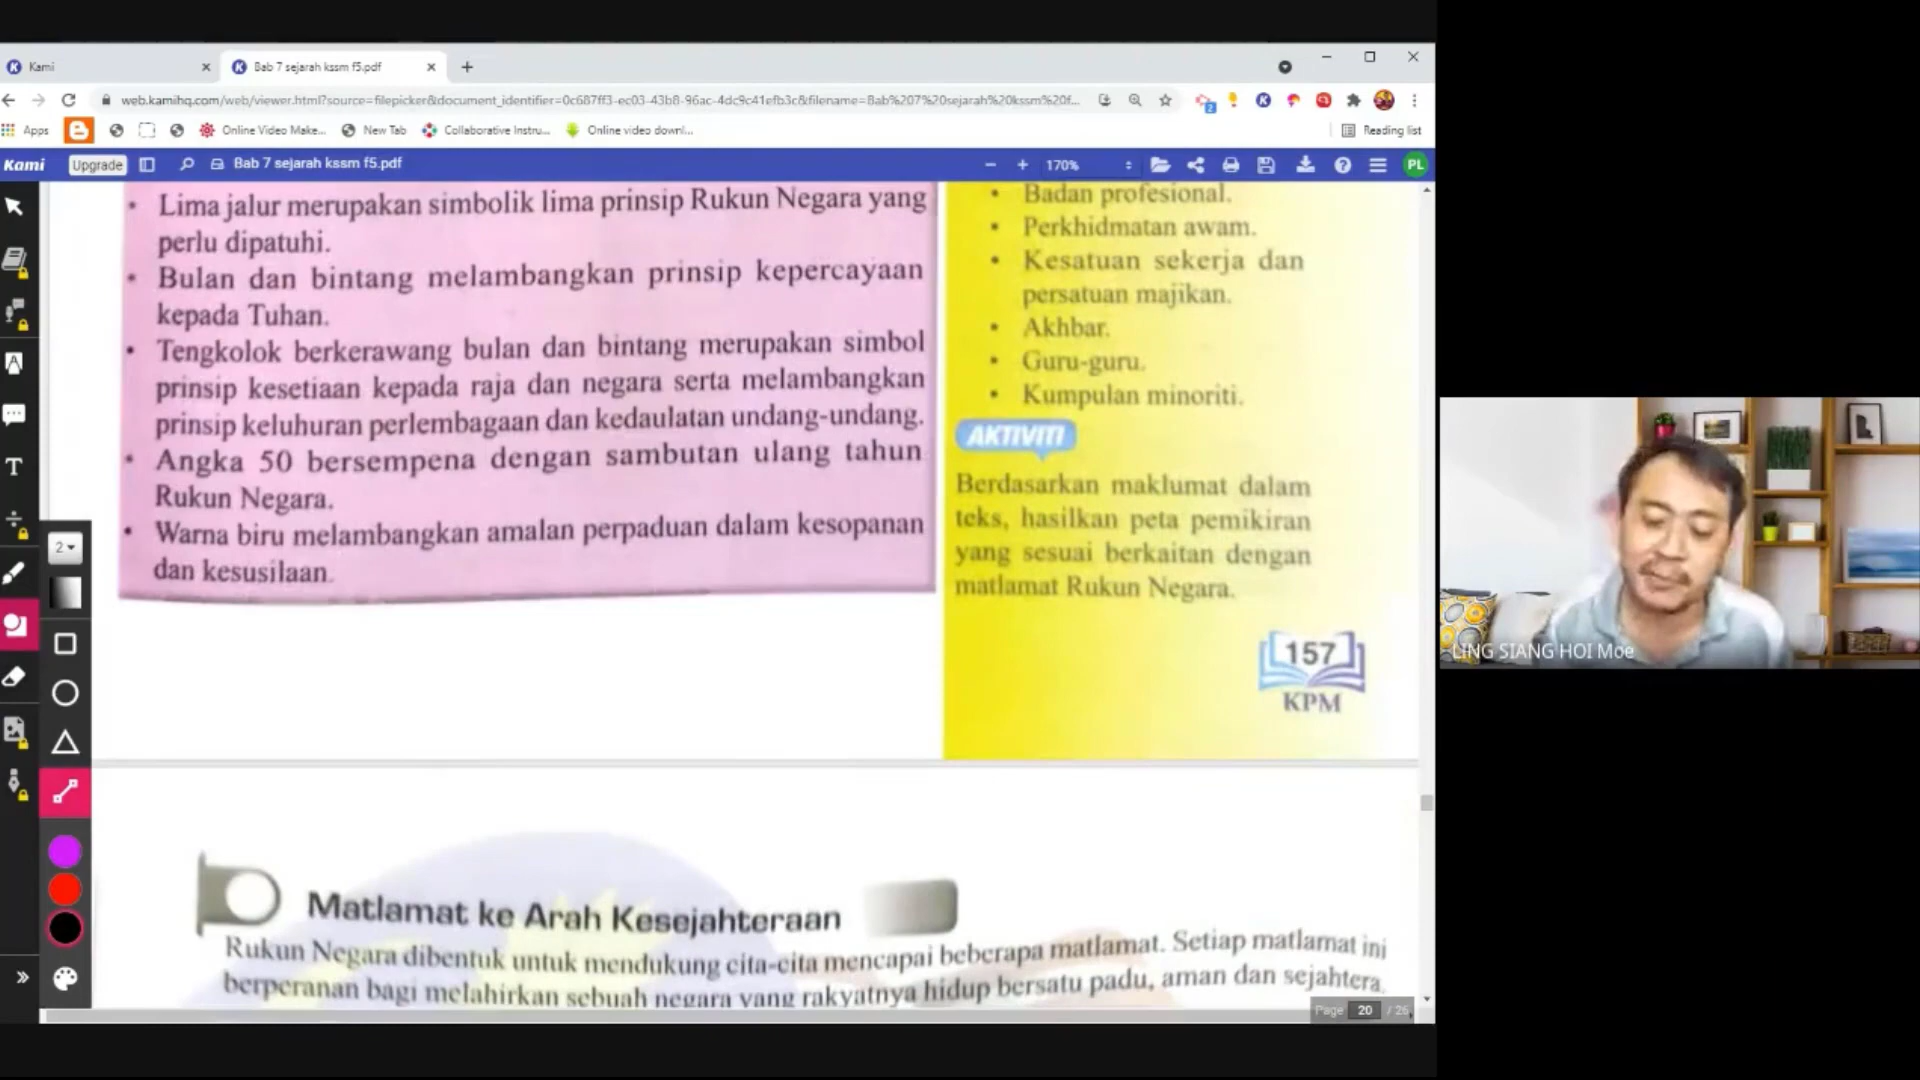 Kami
Bab 7 sejarah kssm f5.pdf
web.kamihq.com/web/viewer.html?source=filepicker&document_identifier=0c687ff3-ec03-43b8-96ac-4dc9c41efb3c&filename=Bab%207%20sejarah%20kssm%20f...
Apps
Online Video Make...
New Tab
Collaborative Instru...
Online video downl...
Reading list
Kami
Upgrade
Bab 7 sejarah kssm f5.pdf
170%
PL
• Lima jalur merupakan simbolik lima prinsip Rukun Negara yang
perlu dipatuhi.
• Bulan dan bintang melambangkan prinsip kepercayaan
kepada Tuhan.
• Tengkolok berkerawang bulan dan bintang merupakan simbol
prinsip kesetiaan kepada raja dan negara serta melambangkan
prinsip keluhuran perlembagaan dan kedaulatan undang-undang.
• Angka 50 bersempena dengan sambutan ulang tahun
Rukun Negara.
• Warna biru melambangkan amalan perpaduan dalam kesopanan
dan kesusilaan.
• Badan profesional.
• Perkhidmatan awam.
• Kesatuan sekerja dan
persatuan majikan.
• Akhbar.
• Guru-guru.
• Kumpulan minoriti.
AKTIVITI
Berdasarkan maklumat dalam
teks, hasilkan peta pemikiran
yang sesuai berkaitan dengan
matlamat Rukun Negara.
157
KPM
2
Matlamat ke Arah Kesejahteraan
Rukun Negara dibentuk untuk mendukung cita-cita mencapai beberapa matlamat. Setiap matlamat ini
berperanan bagi melahirkan sebuah negara yang rakyatnya hidup bersatu padu, aman dan sejahtera.
Page 20 / 26
LING SIANG HOI Moe